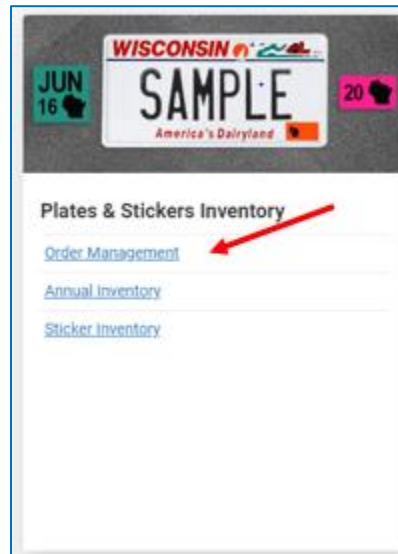 WISCONSIN
JUN
16
SAMPLE
20
America's Dairyland
Plates & Stickers Inventory
Order Management
Annual Inventory
Sticker Inventory